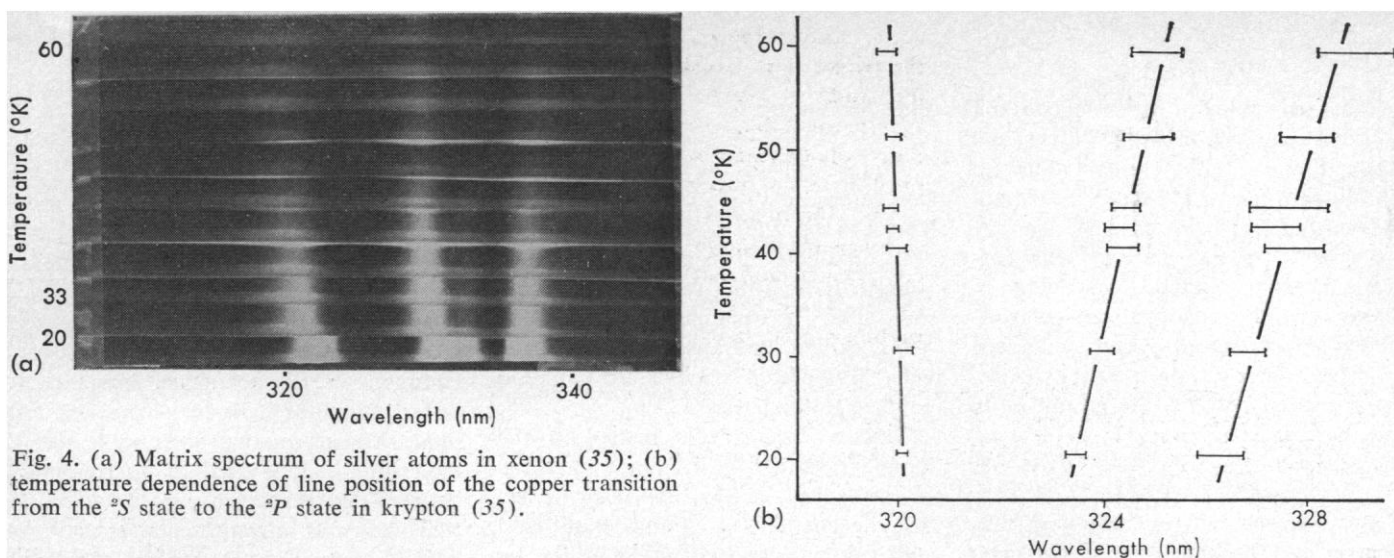 60
33
20
Temperature (°K)
(a)
320
340
Wavelength (nm)
Fig. 4. (a) Matrix spectrum of silver atoms in xenon (35); (b)
temperature dependence of line position of the copper transition
from the ²S state to the ²P state in krypton (35).
60
50
40
30
20
Temperature (°K)
(b)
320
324
328
Wavelength (nm)